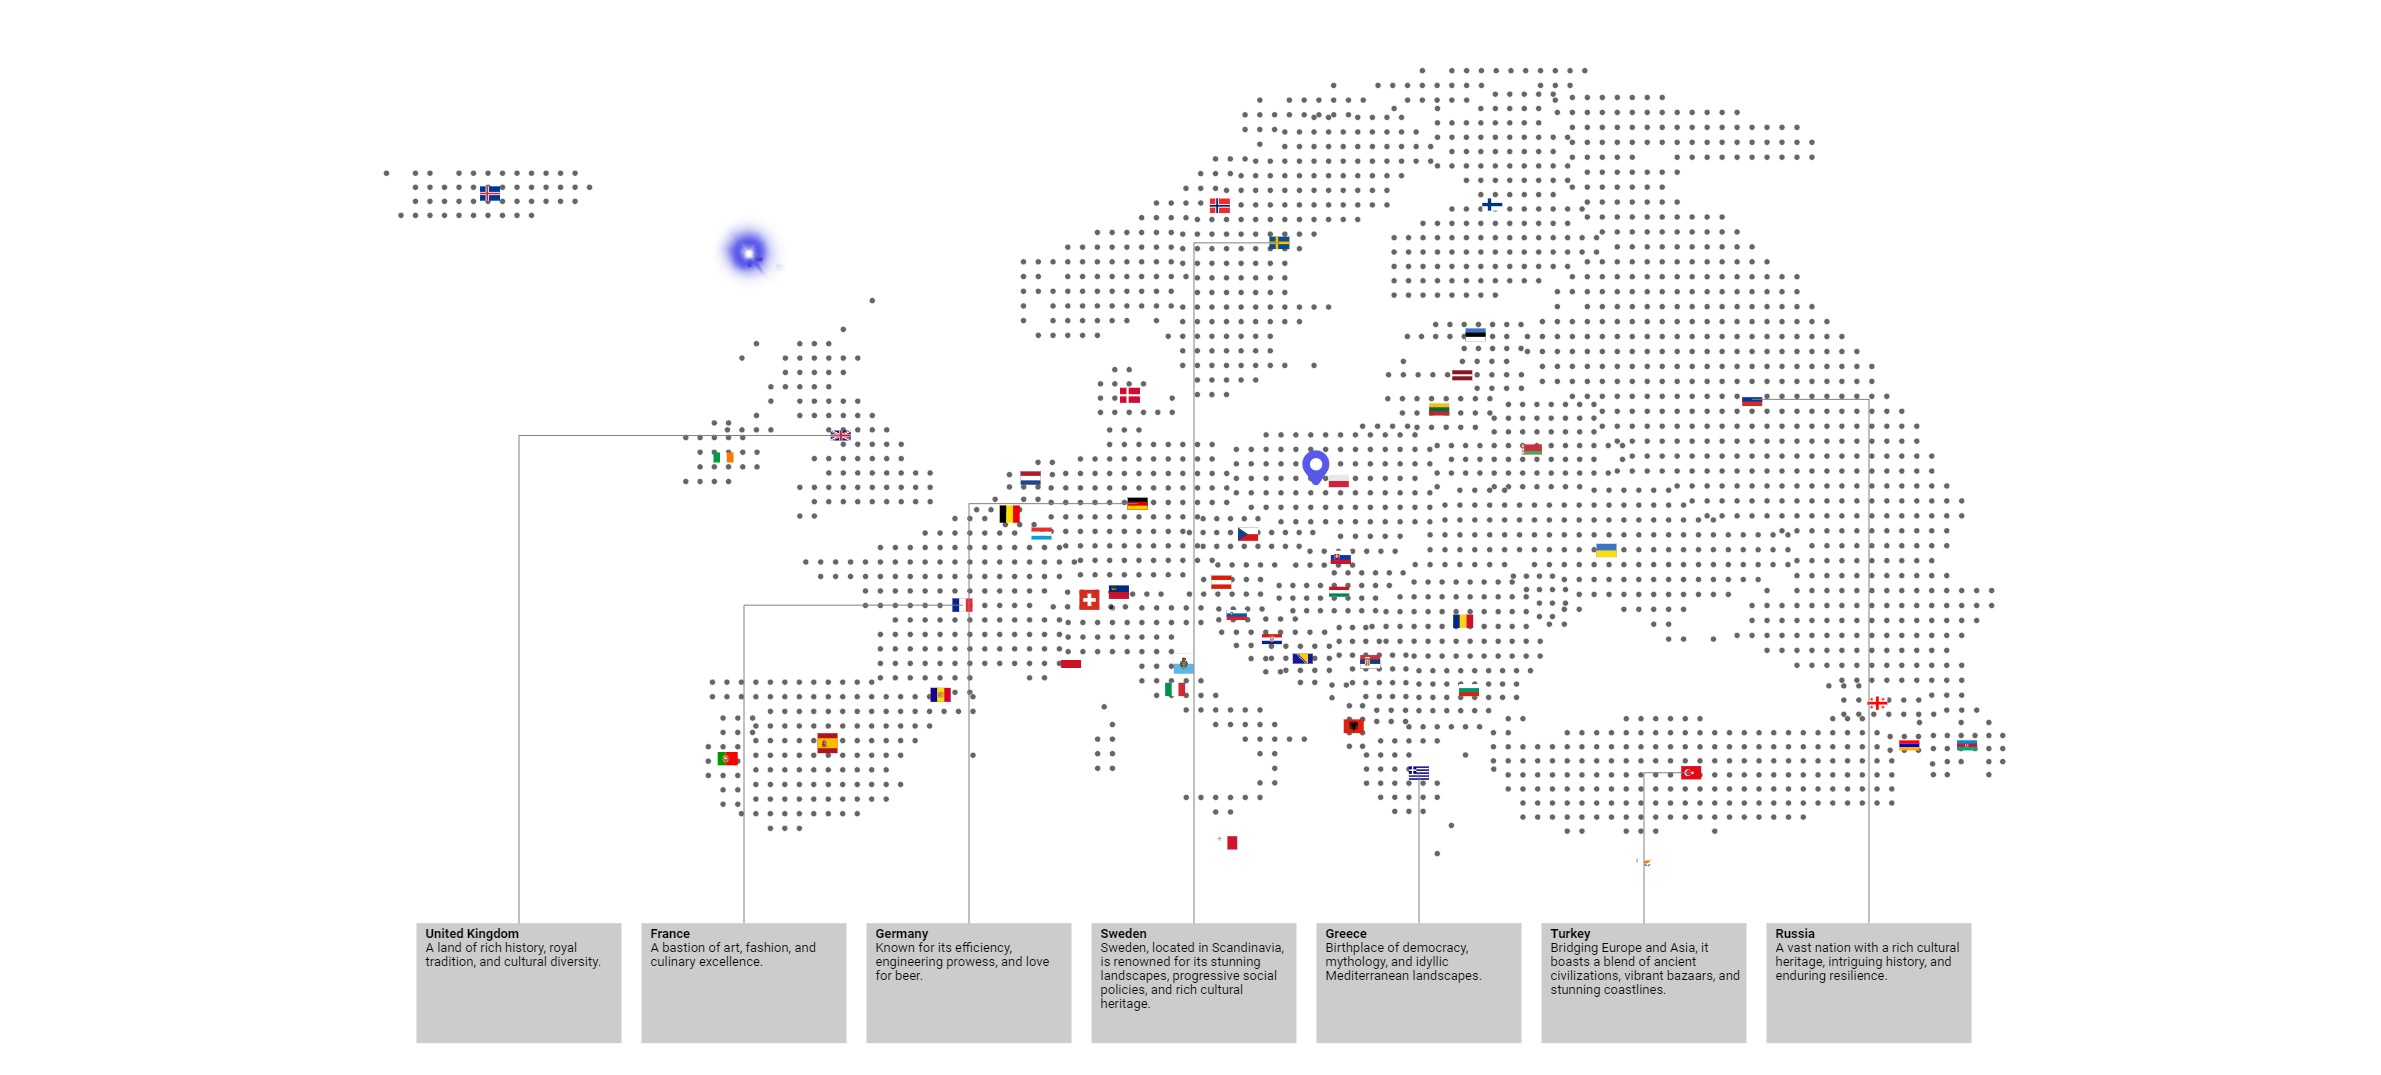 United Kingdom
A land of rich history, royal
tradition, and cultural diversity.
France
A bastion of art, fashion, and
culinary excellence.
Germany
Known for its efficiency,
engineering prowess, and love
for beer.
Sweden
Sweden, located in Scandinavia,
is renowned for its stunning
landscapes, progressive social
policies, and rich cultural
heritage.
Greece
Birthplace of democracy,
mythology, and idyllic
Mediterranean landscapes.
Turkey
Bridging Europe and Asia, it
boasts a blend of ancient
civilizations, vibrant bazaars, and
stunning coastlines.
Russia
A vast nation with a rich cultural
heritage, intriguing history, and
enduring resilience.